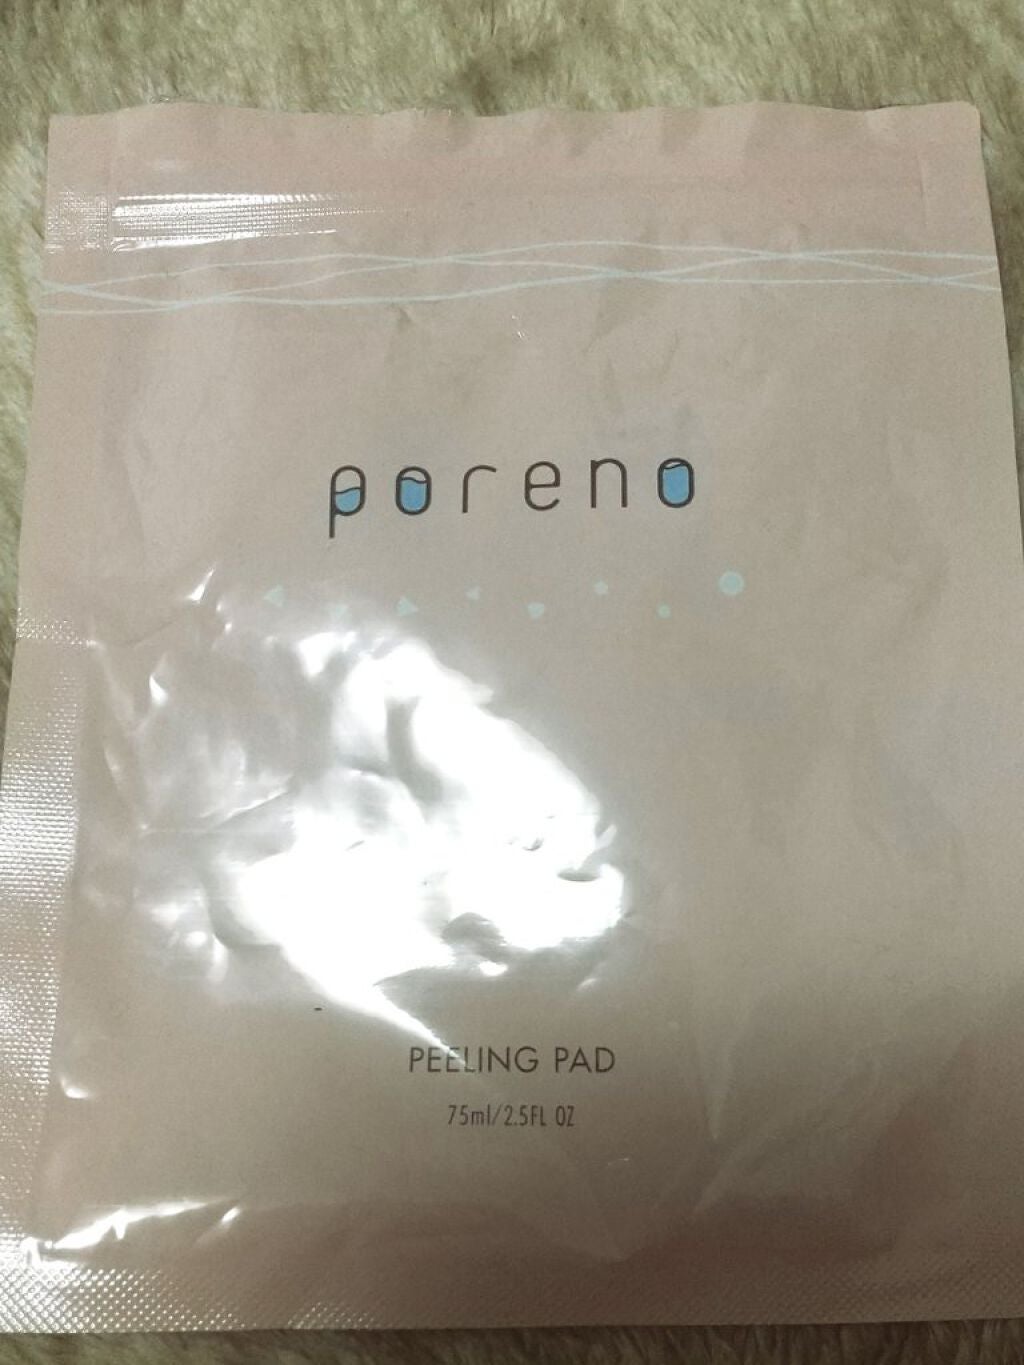 poreno
PEELING PAD
75ml/2.5FL OZ